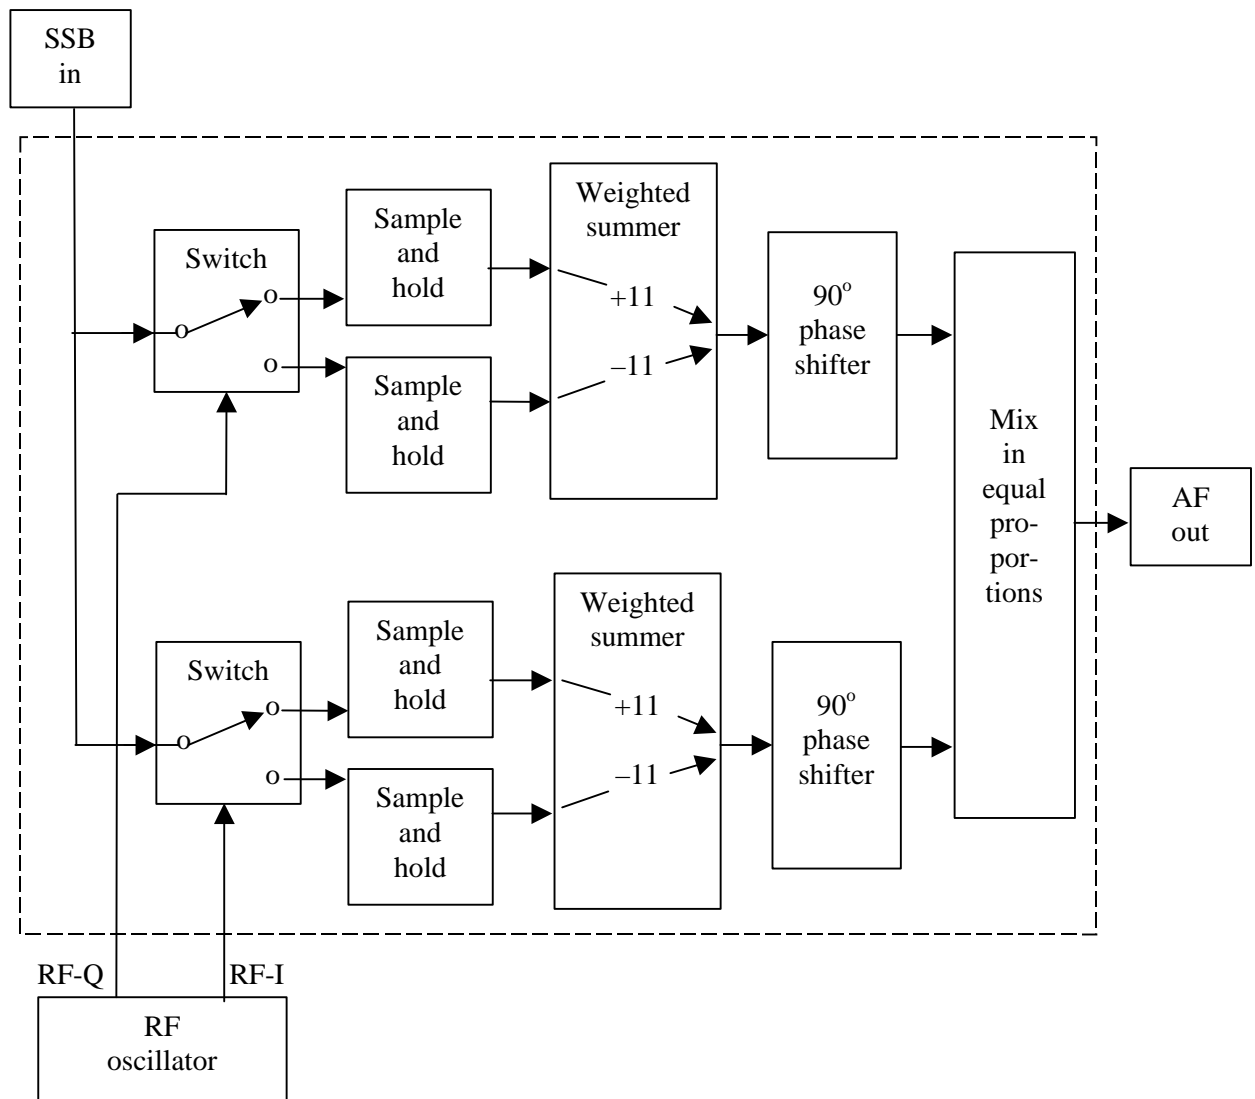 SSB
in
Switch
Sample
and
hold
Sample
and
hold
Weighted
summer
+11
–11
90o
phase
shifter
Mix
in
equal
pro-
por-
tions
AF
out
Switch
Sample
and
hold
Sample
and
hold
Weighted
summer
+11
–11
90o
phase
shifter
RF-Q
RF-I
RF
oscillator